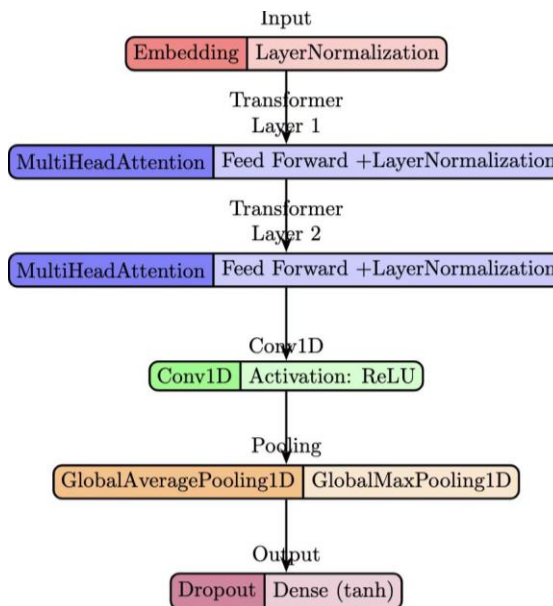 Input
Embedding LayerNormalization
Transformer
Layer 1
MultiHeadAttention Feed Forward +LayerNormalization
Transformer
Layer 2
MultiHeadAttention Feed Forward +LayerNormalization
Conv1D
Conv1D Activation: ReLU
Pooling
GlobalAveragePooling1D GlobalMaxPooling1D
Output
Dropout Dense (tanh)